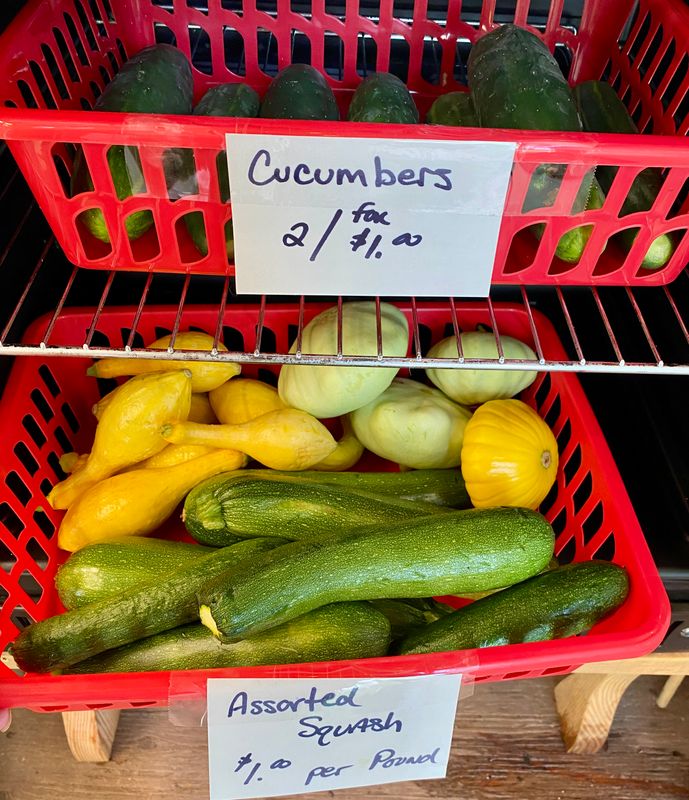 Cucumbers
2/ for $1.00
Assorted
Squash
$1.00 per Pound